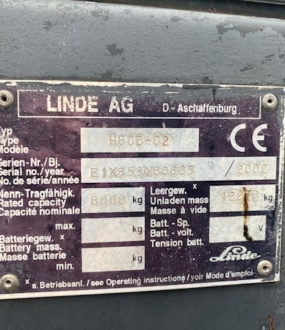 LINDE AG D.-Aschaffenburg
Typ
Type
Modèle
H80D-02
Serien-Nr./Bj.
Serial no./year
No. de série/année
/ 2002
Nenn-Tragfähigk.
Rated capacity
Capacité nominale
8000 kg
Leergew. x
Unladen mass
Masse à vide
kg
Batteriegew. x
Battery mass.
Masse batterie
max. kg
min. kg
Batt.-Sp.
Batt.- volt.
Tension batt.
V
Linde
x s. Betriebsanl. / see Operating instructions / voir Mode d'emploi
CE